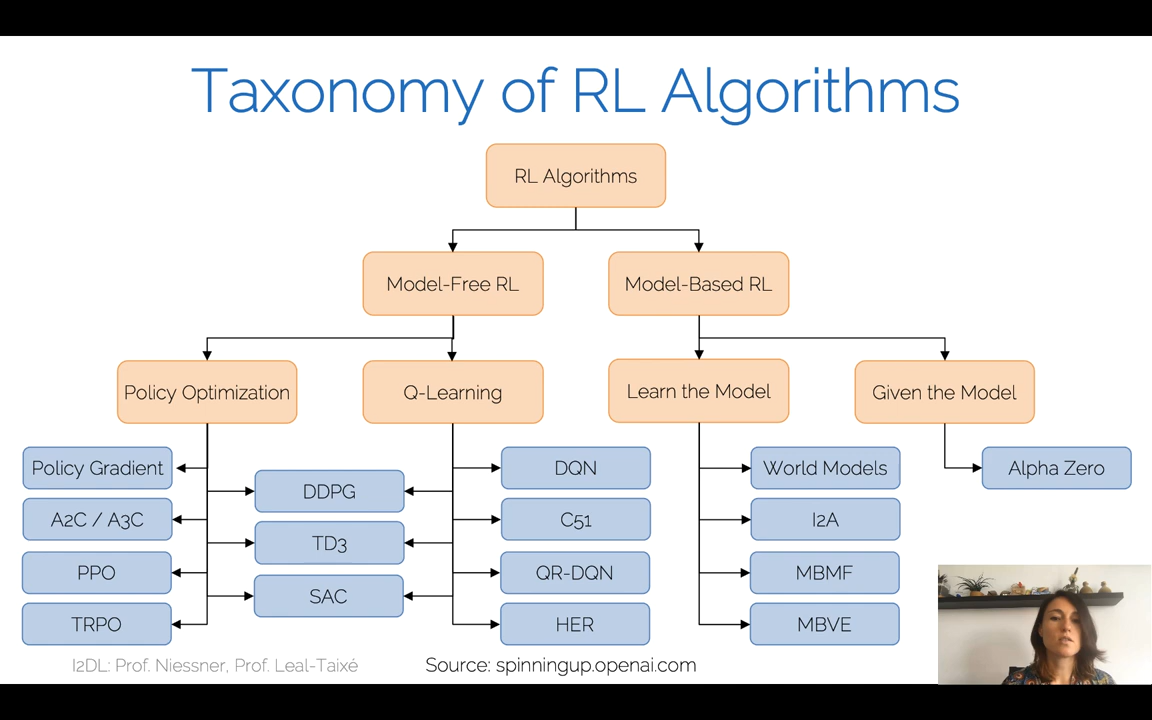 Taxonomy of RL Algorithms
RL Algorithms
Model-Free RL
Model-Based RL
Policy Optimization
Q-Learning
Learn the Model
Given the Model
Policy Gradient
A2C / A3C
PPO
TRPO
DDPG
TD3
SAC
DQN
C51
QR-DQN
HER
World Models
I2A
MBMF
MBVE
Alpha Zero
I2DL: Prof. Niessner, Prof. Leal-Taixé
Source: spinningup.openai.com